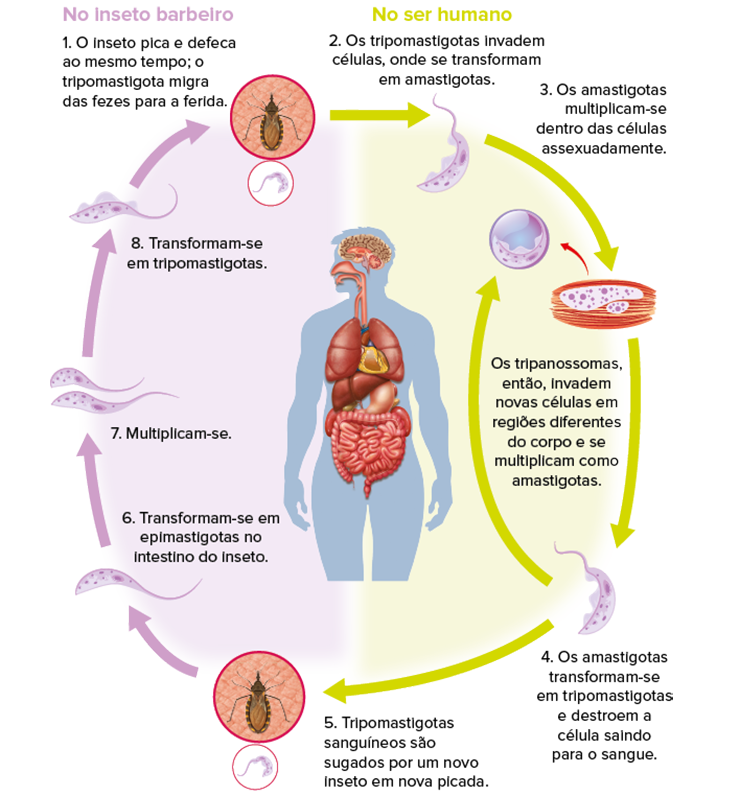 No inseto barbeiro
No ser humano
1. O inseto pica e defeca
ao mesmo tempo; o
tripomastigota migra
das fezes para a ferida.
2. Os tripomastigotas invadem
células, onde se transformam
em amastigotas.
3. Os amastigotas
multiplicam-se
dentro das células
assexuadamente.
Os tripanossomas,
então, invadem
novas células em
regiões diferentes
do corpo e se
multiplicam como
amastigotas.
4. Os amastigotas
transformam-se
em tripomastigotas
e destroem a
célula saindo
para o sangue.
5. Tripomastigotas
sanguíneos são
sugados por um novo
inseto em nova picada.
6. Transformam-se em
epimastigotas no
intestino do inseto.
7. Multiplicam-se.
8. Transformam-se
em tripomastigotas.